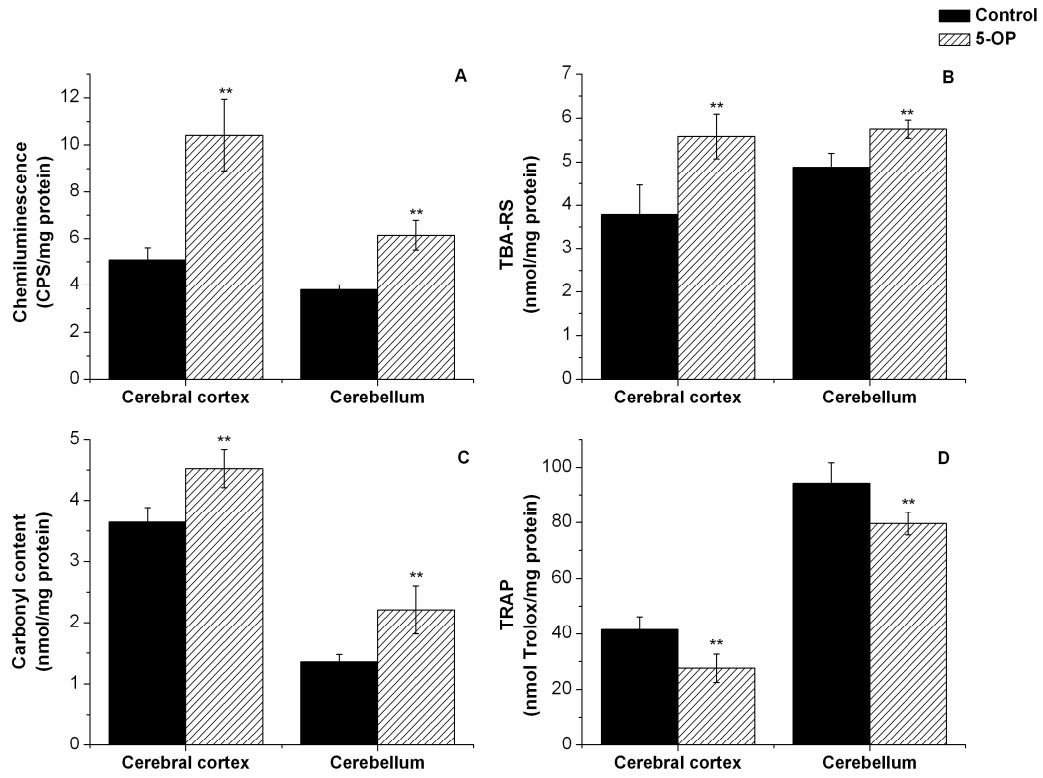 Control
5-OP
A
Chemiluminescence
(CPS/mg protein)
12
10
8
6
4
2
0
**
**
Cerebral cortex
Cerebellum
B
TBA-RS
(nmol/mg protein)
7
6
5
4
3
2
1
0
**
**
Cerebral cortex
Cerebellum
C
Carbonyl content
(nmol/mg protein)
5
4
3
2
1
0
**
**
Cerebral cortex
Cerebellum
D
TRAP
(nmol Trolox/mg protein)
100
80
60
40
20
0
**
**
Cerebral cortex
Cerebellum